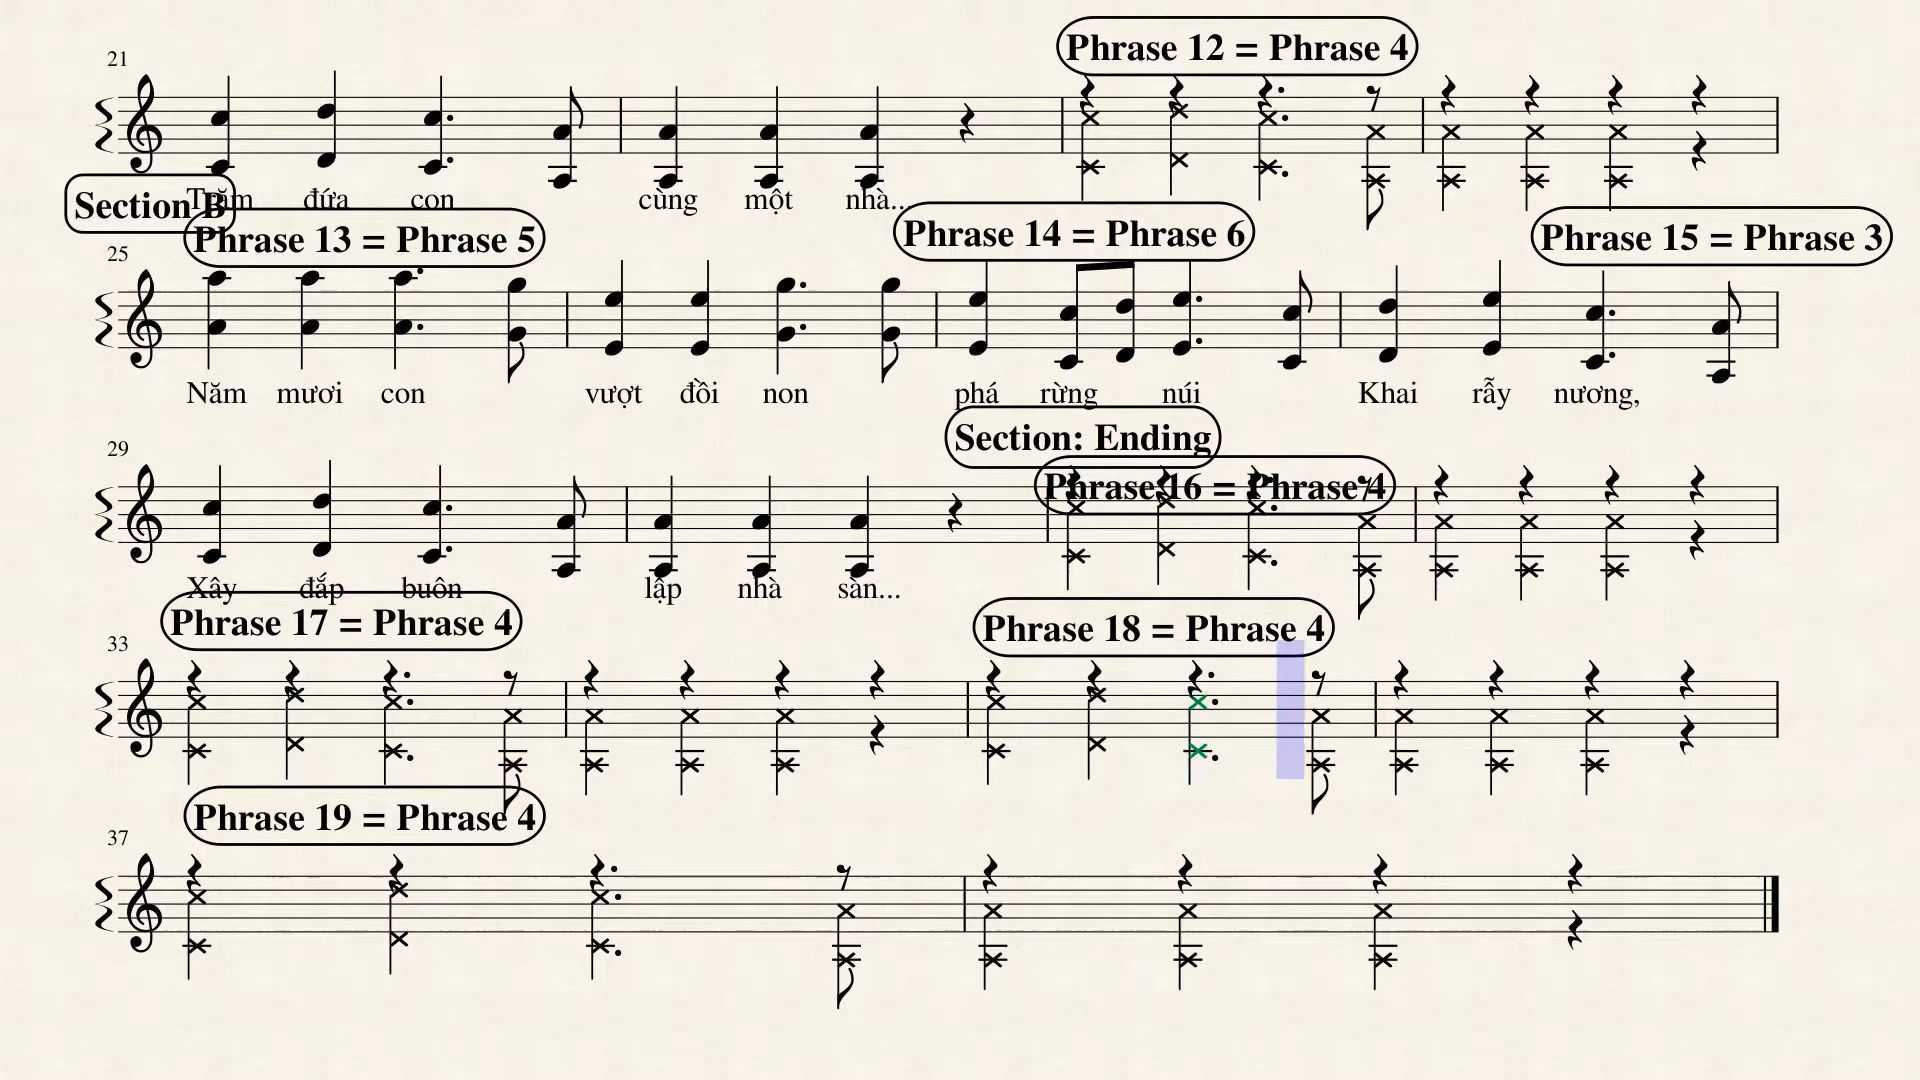 Phrase 12 = Phrase 4
21
Trăm đứa con cùng một nhà...
Section B
Phrase 13 = Phrase 5
Phrase 14 = Phrase 6
Phrase 15 = Phrase 3
25
Năm mươi con vượt đồi non phá rừng núi Khai rẫy nương,
Section: Ending
Phrase 16 = Phrase 4
29
Xây đắp buôn lập nhà sàn...
Phrase 17 = Phrase 4
Phrase 18 = Phrase 4
33
Phrase 19 = Phrase 4
37